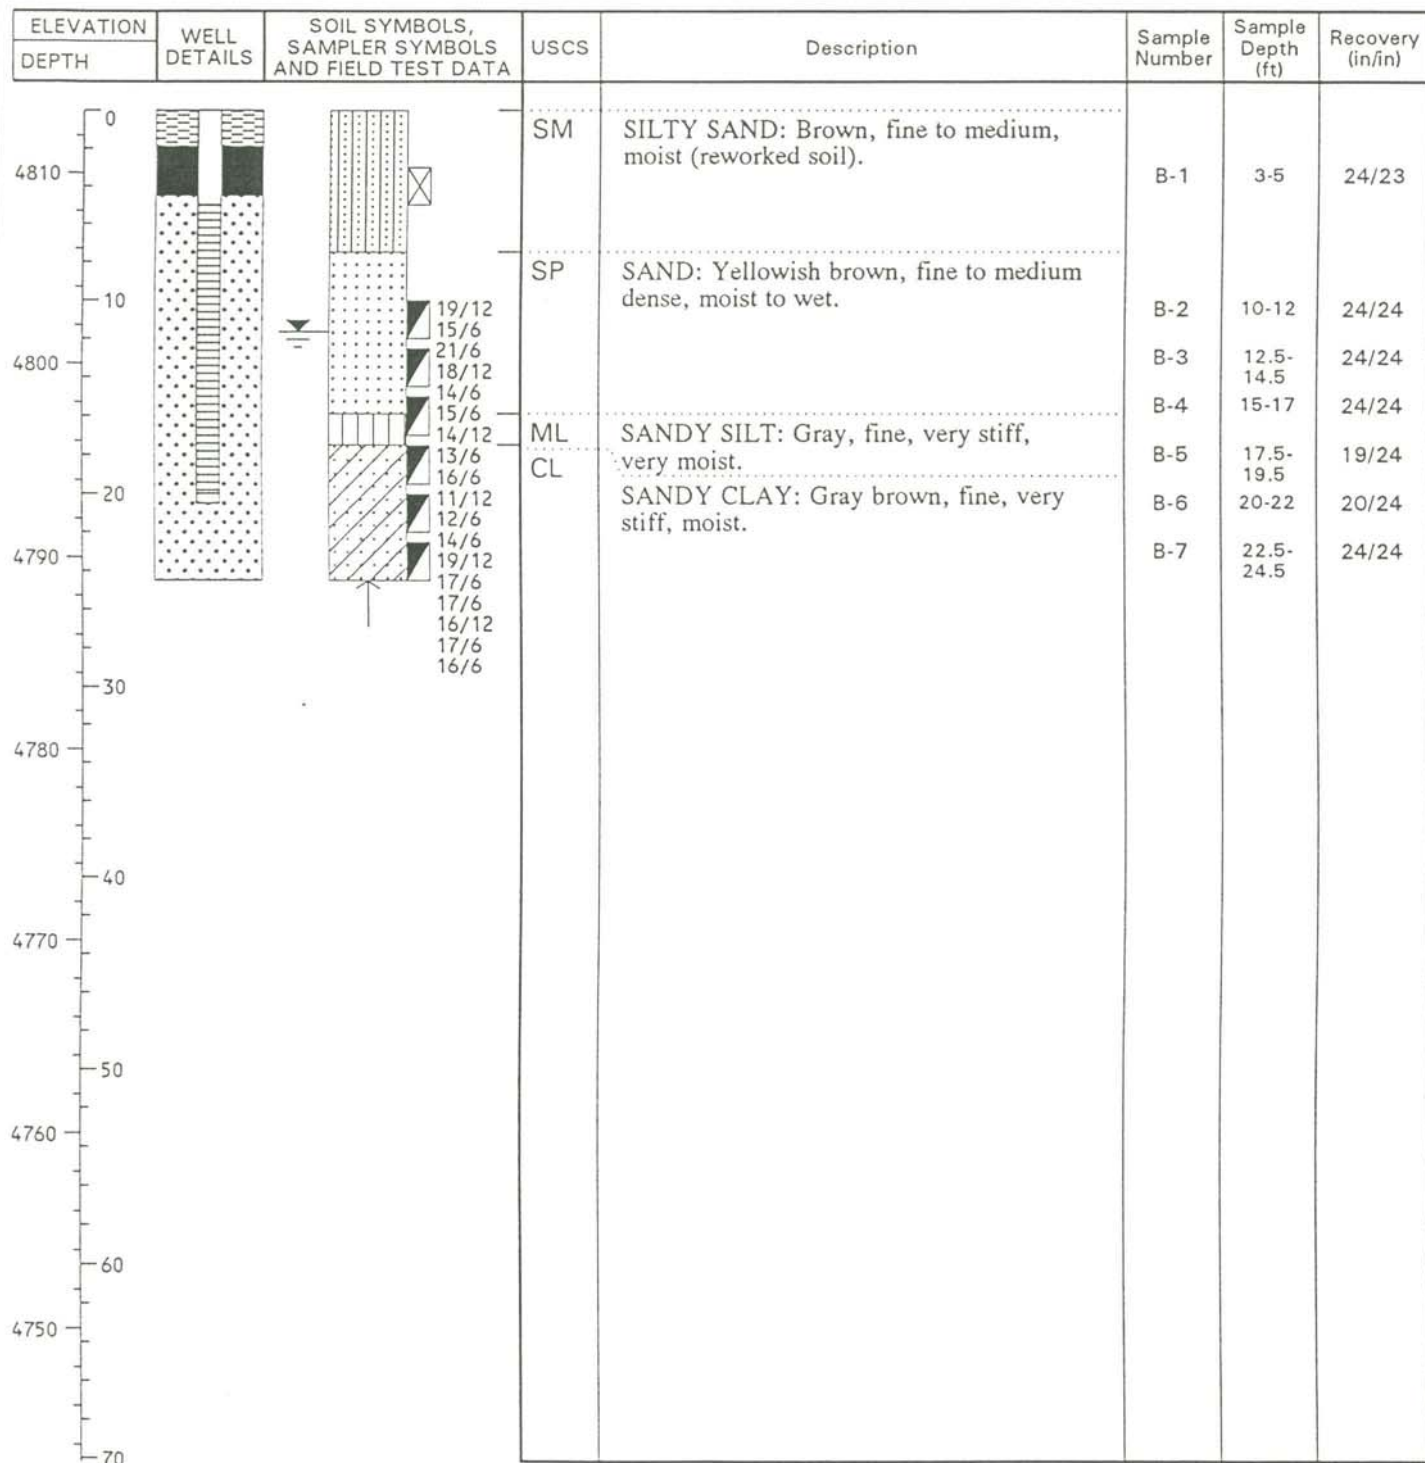 ELEVATION
DEPTH
WELL
DETAILS
SOIL SYMBOLS,
SAMPLER SYMBOLS
AND FIELD TEST DATA
USCS
Description
Sample
Number
Sample
Depth
(ft)
Recovery
(in/in)
0
4810
10
4800
20
4790
30
4780
40
4770
50
4760
60
4750
70
19/12
15/6
21/6
18/12
14/6
15/6
14/12
13/6
16/6
11/12
12/6
14/6
19/12
17/6
17/6
16/12
17/6
16/6
SM
SILTY SAND: Brown, fine to medium,
moist (reworked soil).
B-1 3-5 24/23
SP
SAND: Yellowish brown, fine to medium
dense, moist to wet.
B-2 10-12 24/24
B-3 12.5-
14.5 24/24
B-4 15-17 24/24
ML
SANDY SILT: Gray, fine, very stiff,
very moist.
B-5 17.5-
19.5 19/24
CL
SANDY CLAY: Gray brown, fine, very
stiff, moist.
B-6 20-22 20/24
B-7 22.5-
24.5 24/24